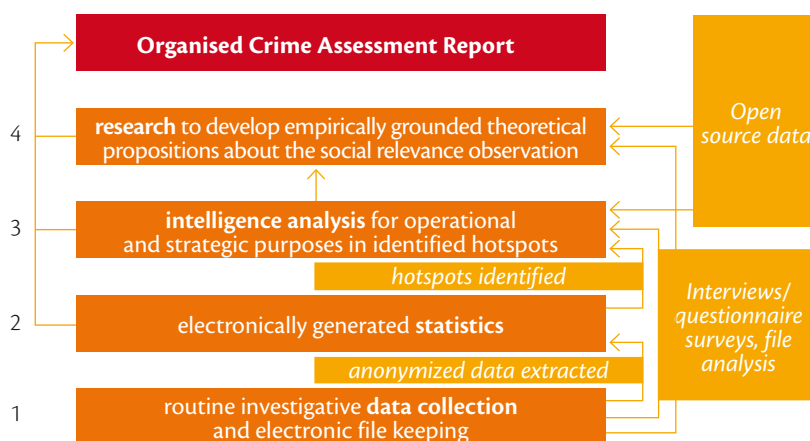 Organised Crime Assessment Report
4
research to develop empirically grounded theoretical
propositions about the social relevance observation
Open
source data
3
intelligence analysis for operational
and strategic purposes in identified hotspots
hotspots identified
Interviews/
questionnaire
surveys, file
analysis
2
electronically generated statistics
anonymized data extracted
1
routine investigative data collection
and electronic file keeping